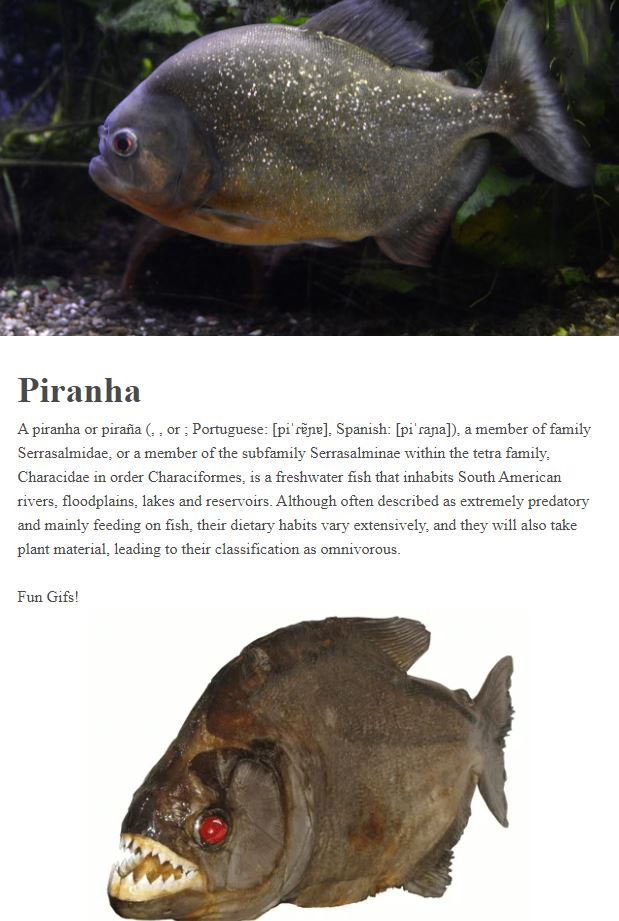 Piranha
A piranha or piraña (, , or ; Portuguese: [piˈɾɐ̃ɲɐ], Spanish: [piˈɾaɲa]), a member of family
Serrasalmidae, or a member of the subfamily Serrasalminae within the tetra family,
Characidae in order Characiformes, is a freshwater fish that inhabits South American
rivers, floodplains, lakes and reservoirs. Although often described as extremely predatory
and mainly feeding on fish, their dietary habits vary extensively, and they will also take
plant material, leading to their classification as omnivorous.
Fun Gifs!